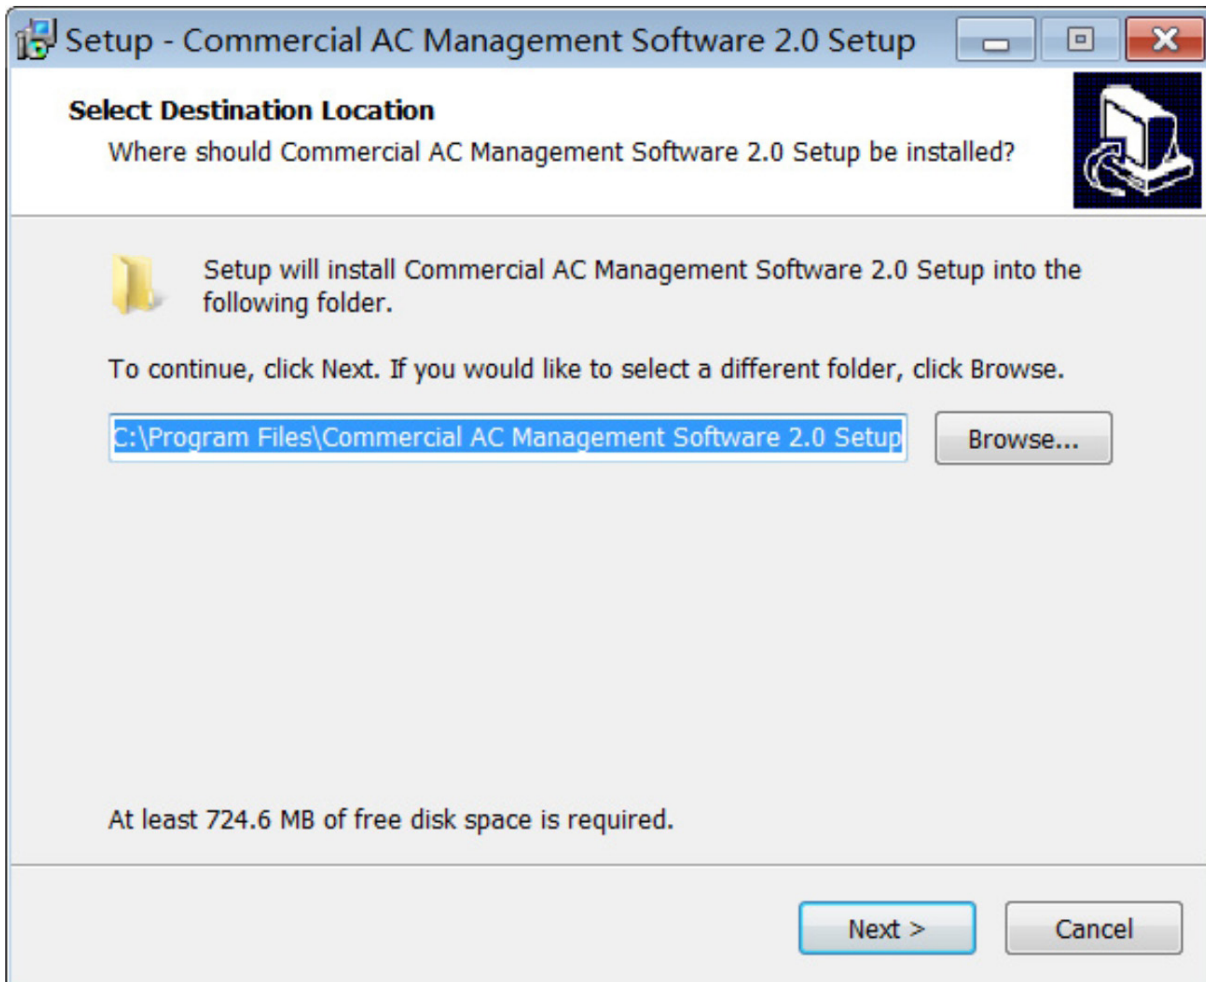 Setup - Commercial AC Management Software 2.0 Setup
Select Destination Location
Where should Commercial AC Management Software 2.0 Setup be installed?
Setup will install Commercial AC Management Software 2.0 Setup into the
following folder.
To continue, click Next. If you would like to select a different folder, click Browse.
C:\Program Files\Commercial AC Management Software 2.0 Setup
Browse...
At least 724.6 MB of free disk space is required.
Next >
Cancel